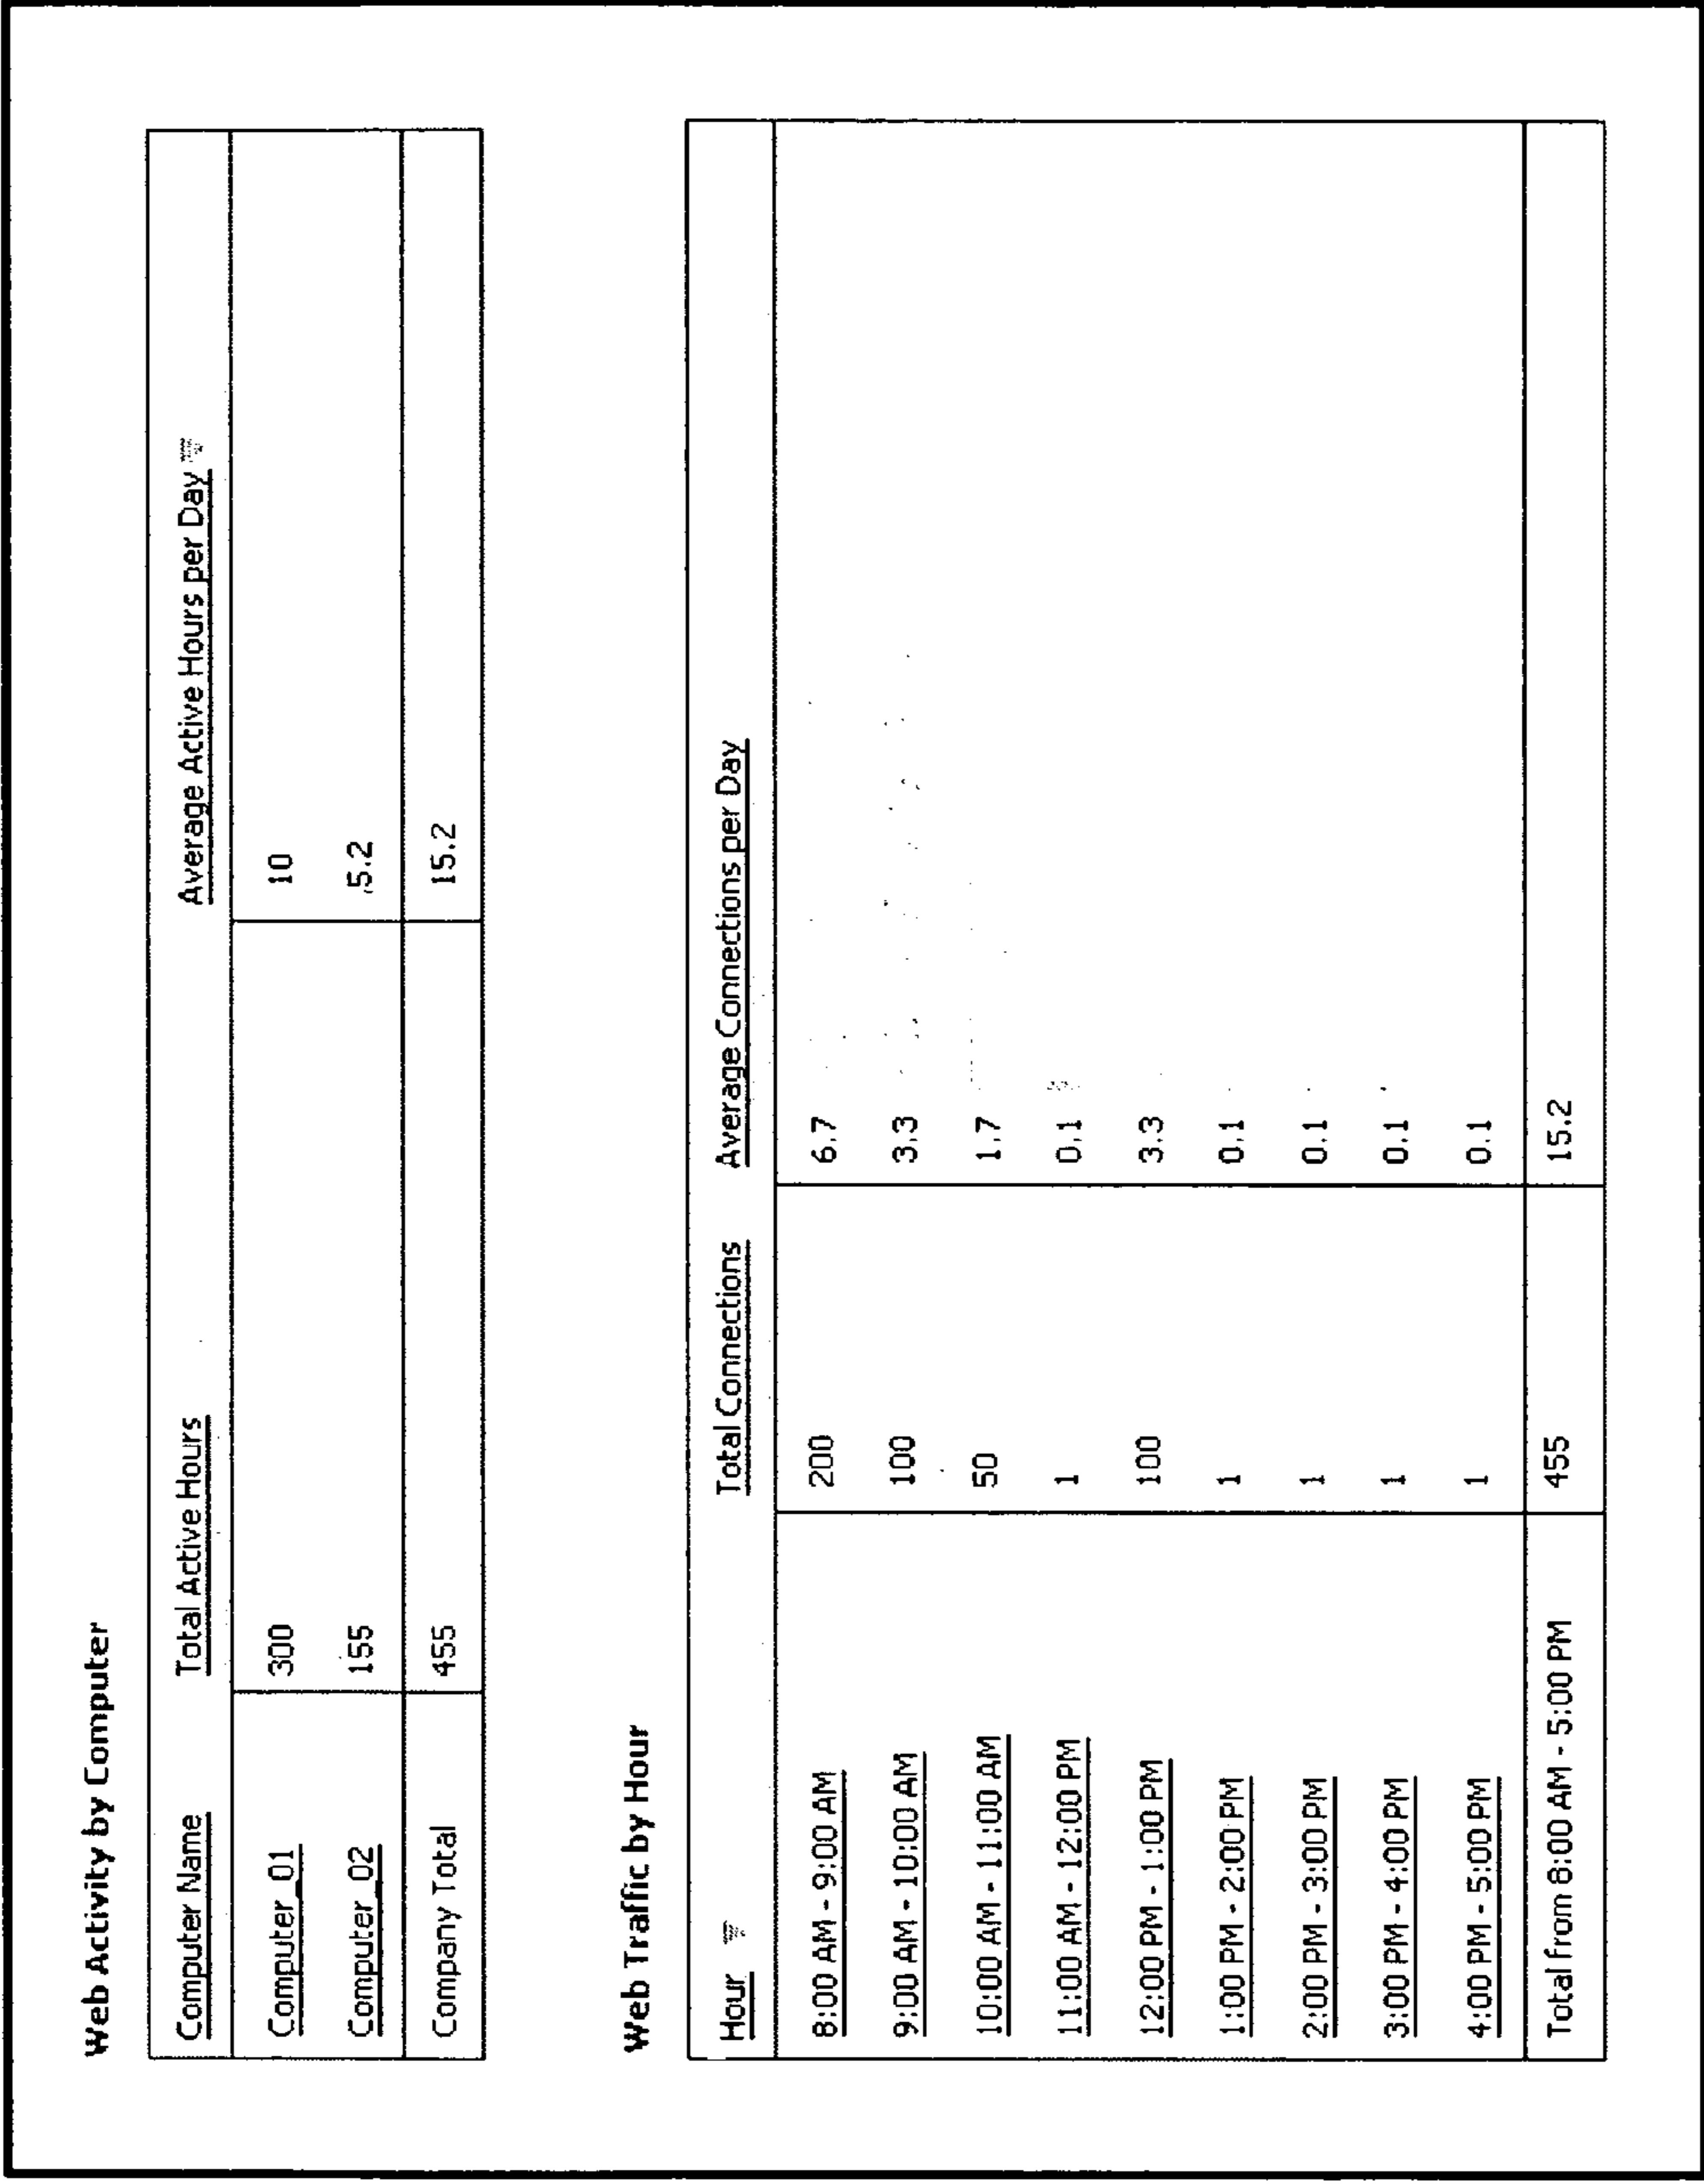 Web Activity by Computer
Computer Name Total Active Hours Average Active Hours per Day
Computer_01 300 10
Computer_02 155 5.2
Company Total 455 15.2
Web Traffic by Hour
Hour Total Connections Average Connections per Day
8:00 AM - 9:00 AM 200 6.7
9:00 AM - 10:00 AM 100 3.3
10:00 AM - 11:00 AM 50 1.7
11:00 AM - 12:00 PM 1 0.1
12:00 PM - 1:00 PM 100 3.3
1:00 PM - 2:00 PM 1 0.1
2:00 PM - 3:00 PM 1 0.1
3:00 PM - 4:00 PM 1 0.1
4:00 PM - 5:00 PM 1 0.1
Total from 8:00 AM - 5:00 PM 455 15.2